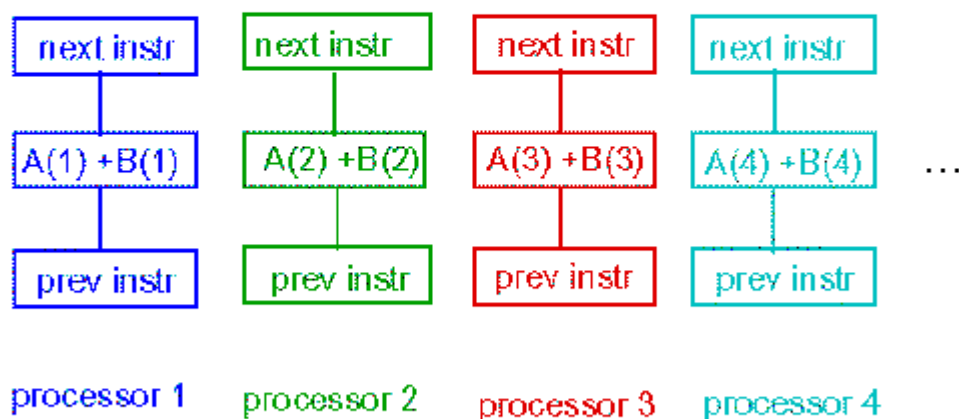 next instr next instr next instr next instr
A(1) +B(1) A(2) +B(2) A(3) +B(3) A(4) +B(4) ...
prev instr prev instr prev instr prev instr
processor 1 processor 2 processor 3 processor 4